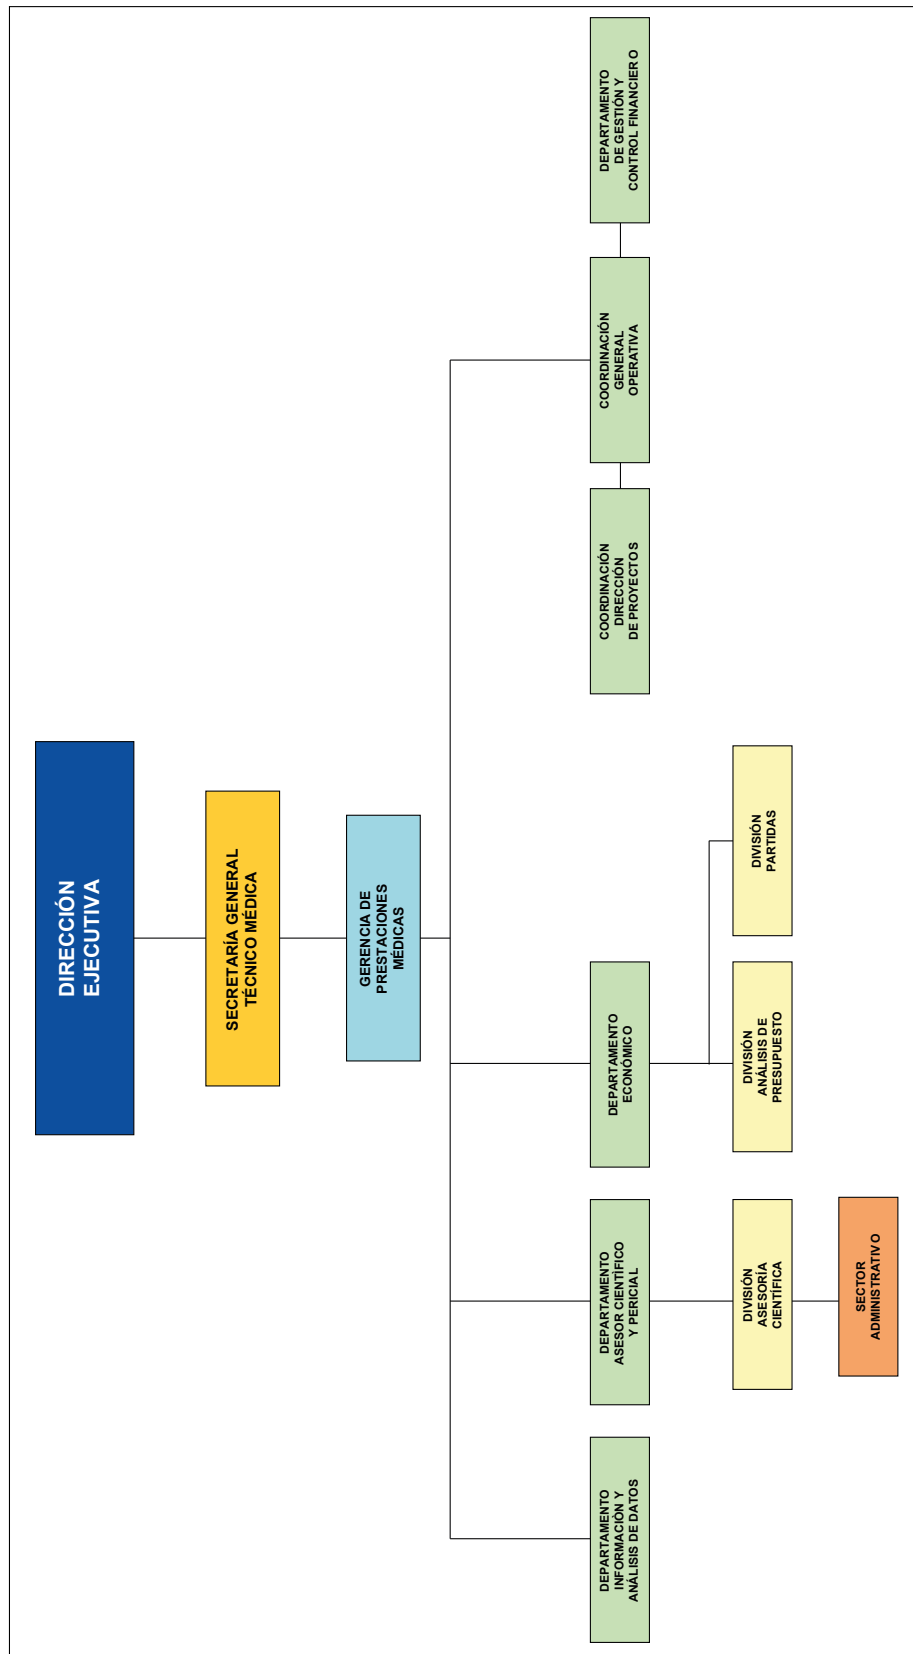 DIRECCIÓN
EJECUTIVA
SECRETARÍA GENERAL
TÉCNICO MÉDICA
GERENCIA DE
PRESTACIONES
MÉDICAS
DEPARTAMENTO
INFORMACIÓN Y
ANÁLISIS DE DATOS
DEPARTAMENTO
ASESOR CIENTÍFICO
Y PERICIAL
DEPARTAMENTO
ECONÓMICO
COORDINACIÓN
DIRECCIÓN
DE PROYECTOS
COORDINACIÓN
GENERAL
OPERATIVA
DEPARTAMENTO
DE GESTIÓN Y
CONTROL FINANCIERO
DIVISIÓN
ASESORÍA
CIENTÍFICA
DIVISIÓN
ANÁLISIS DE
PRESUPUESTO
DIVISIÓN
PARTIDAS
SECTOR
ADMINISTRATIVO